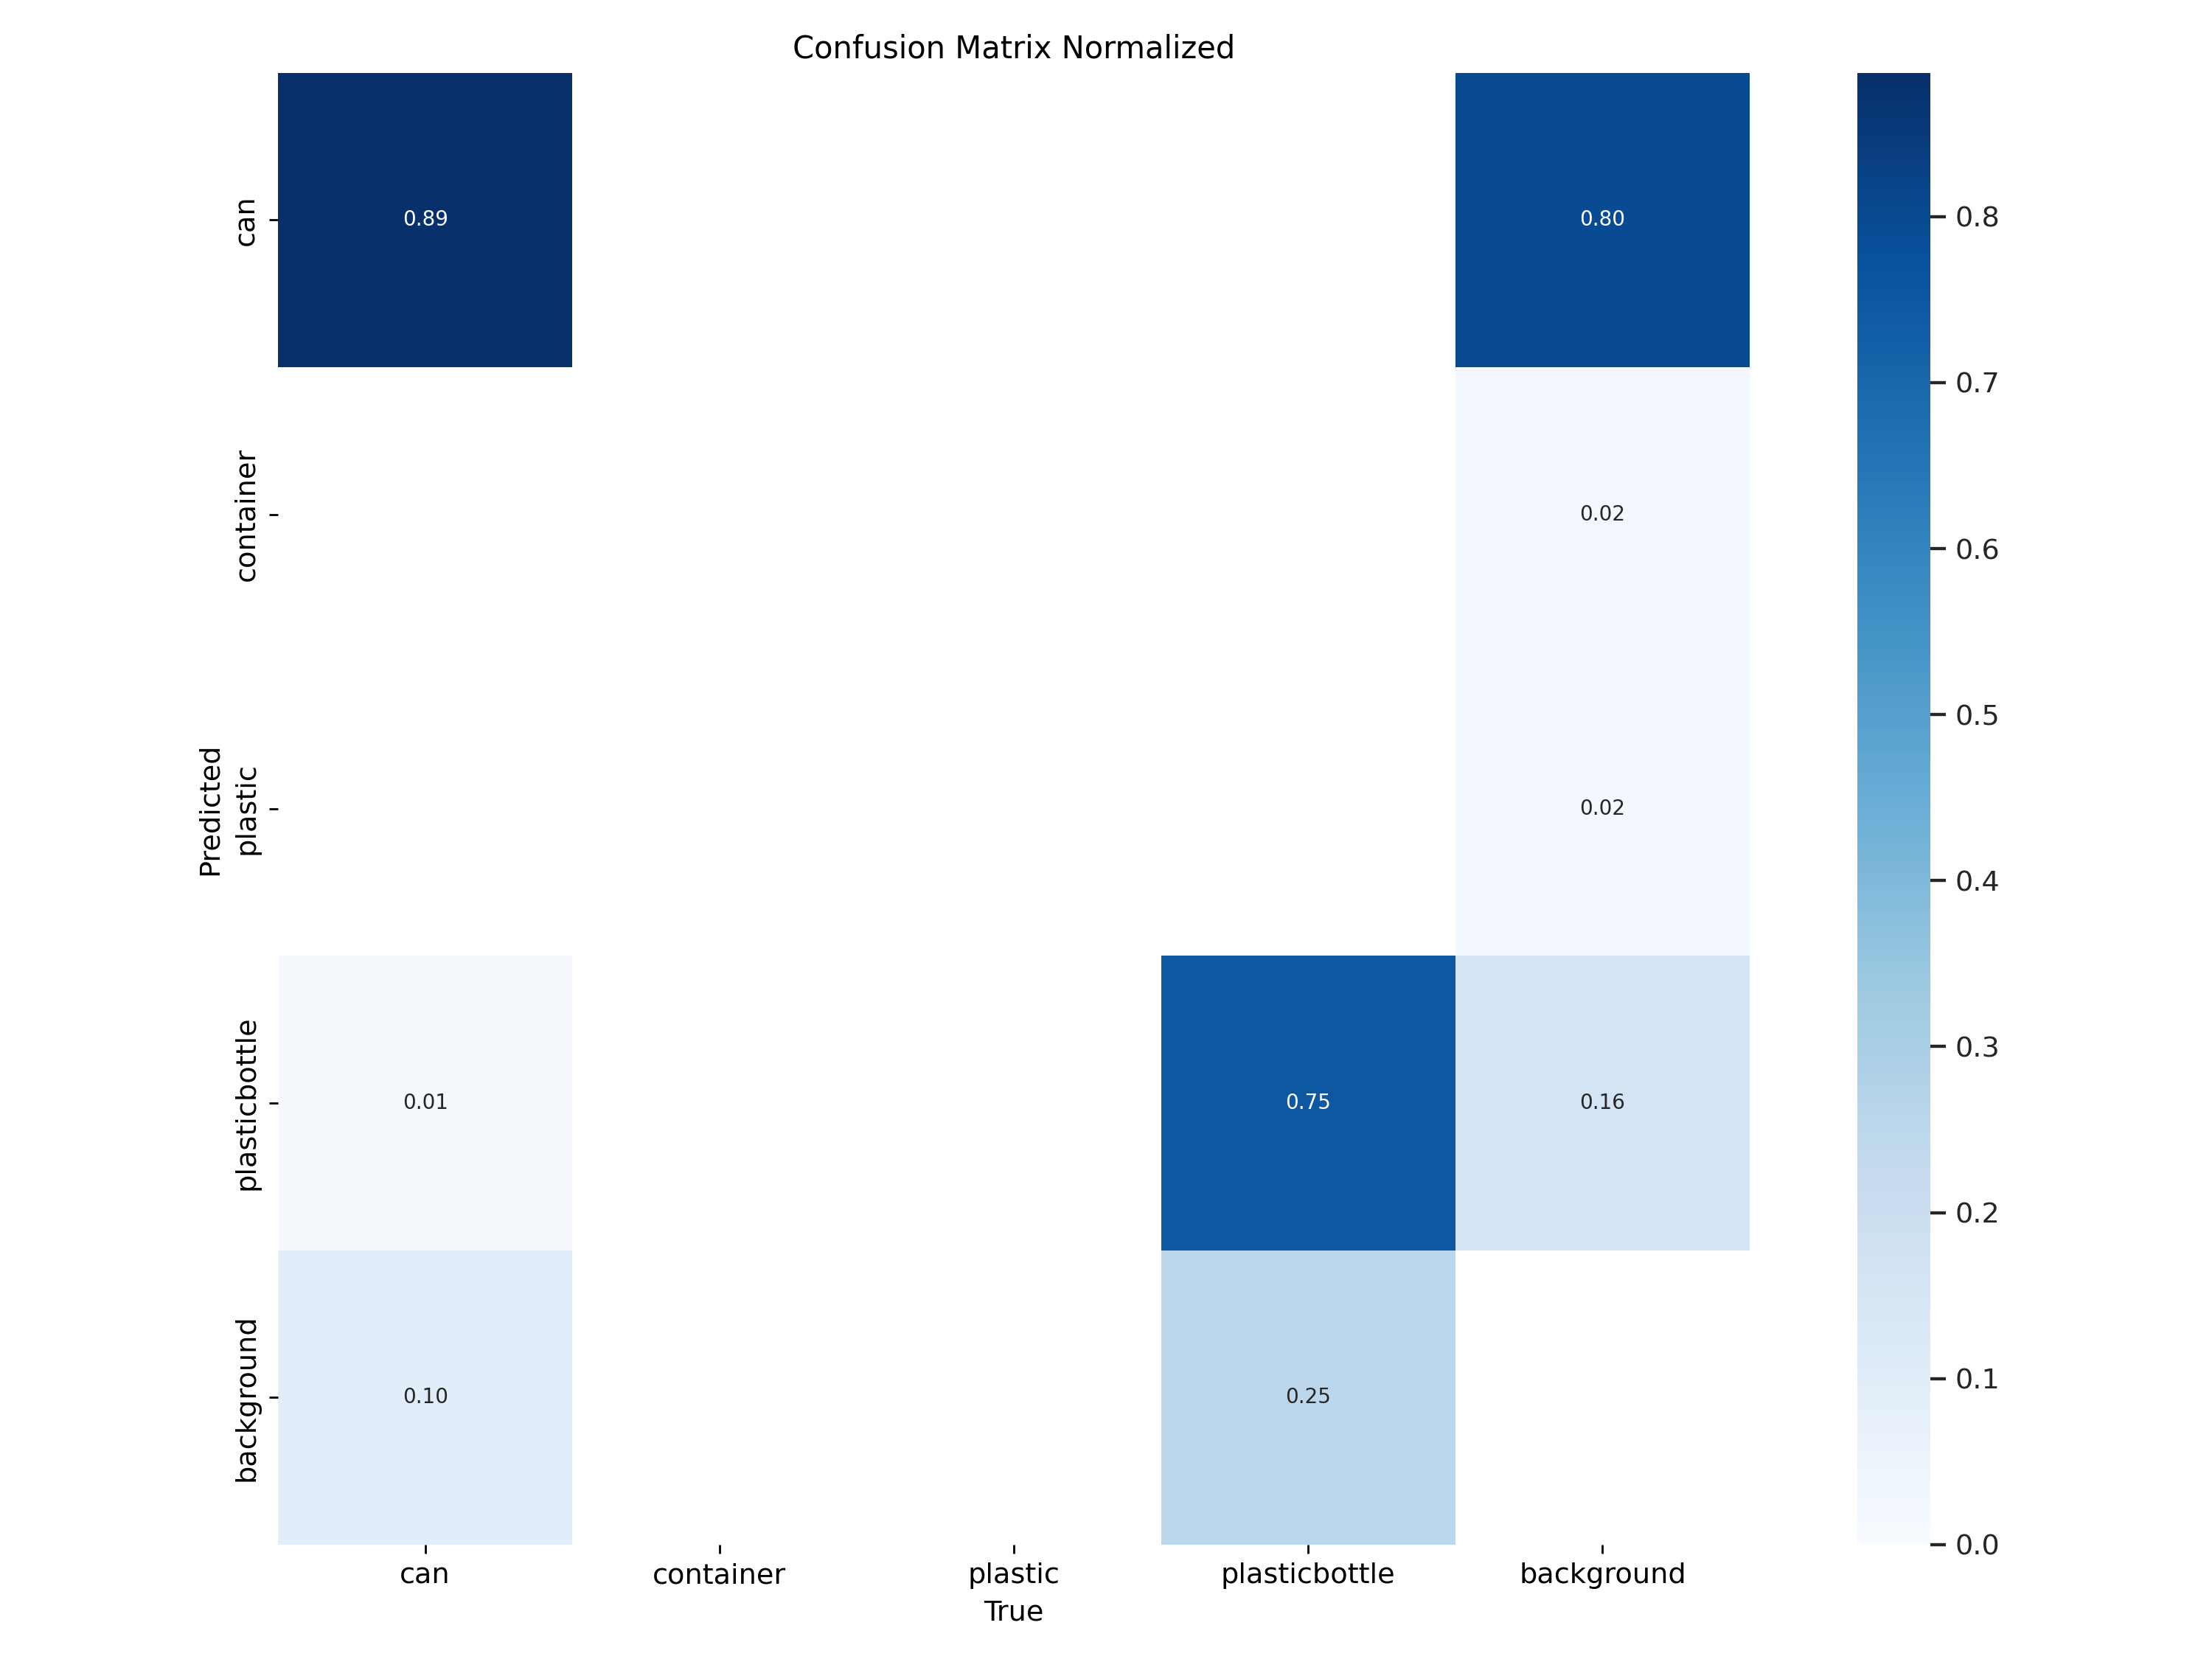 Confusion Matrix Normalized
can
0.89
0.80
container
0.02
plastic
0.02
Predicted
plasticbottle
0.01
0.75
0.16
background
0.10
0.25
can
container
plastic
plasticbottle
background
True
0.8
0.7
0.6
0.5
0.4
0.3
0.2
0.1
0.0